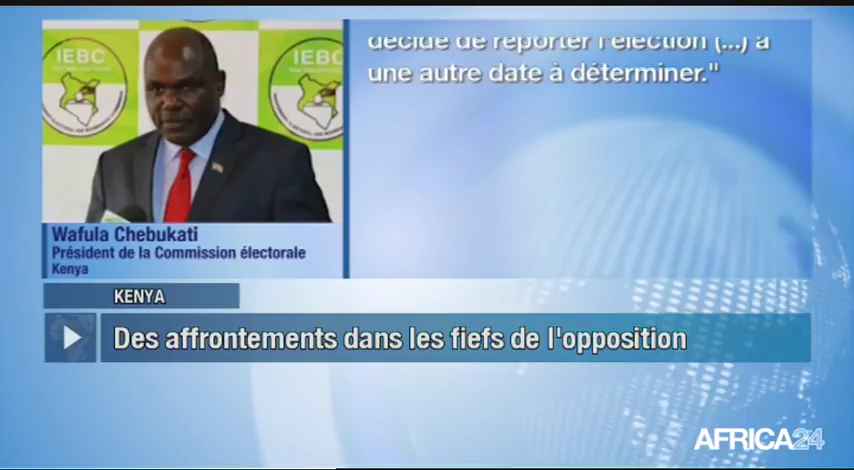 IEBC
IEBC
décidé de reporter l'élection (...) à
une autre date à déterminer."
Wafula Chebukati
Président de la Commission électorale
Kenya
KENYA
Des affrontements dans les fiefs de l'opposition
AFRICA24